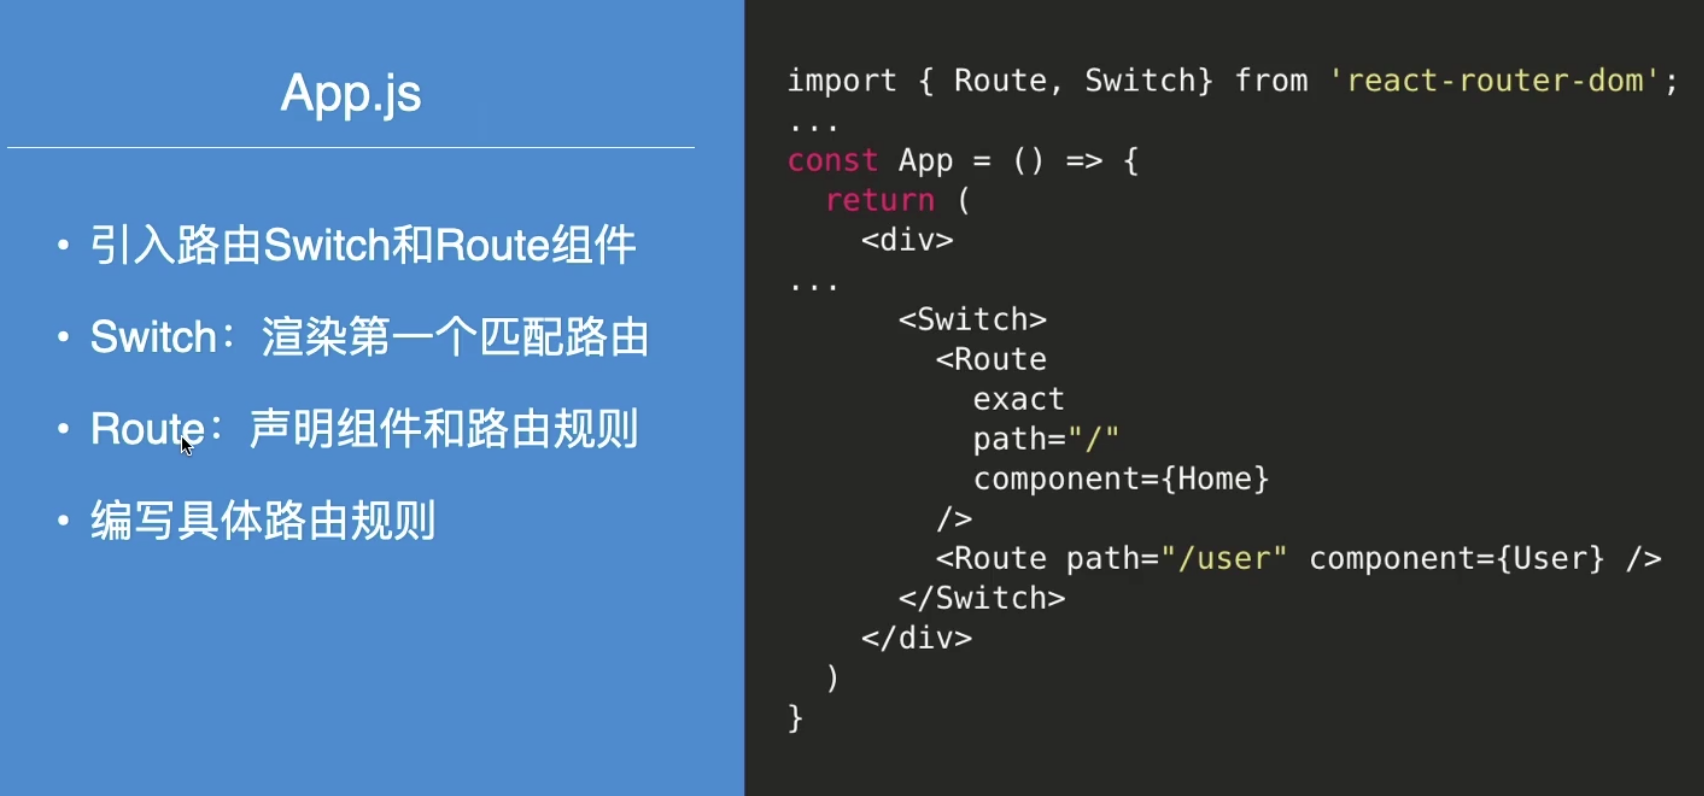 App.js
• 引入路由Switch和Route组件
• Switch：渲染第一个匹配路由
• Route：声明组件和路由规则
• 编写具体路由规则
import { Route, Switch} from 'react-router-dom';
...
const App = () => {
  return (
    <div>
...
      <Switch>
        <Route
          exact
          path="/"
          component={Home}
        />
        <Route path="/user" component={User} />
      </Switch>
    </div>
  )
}